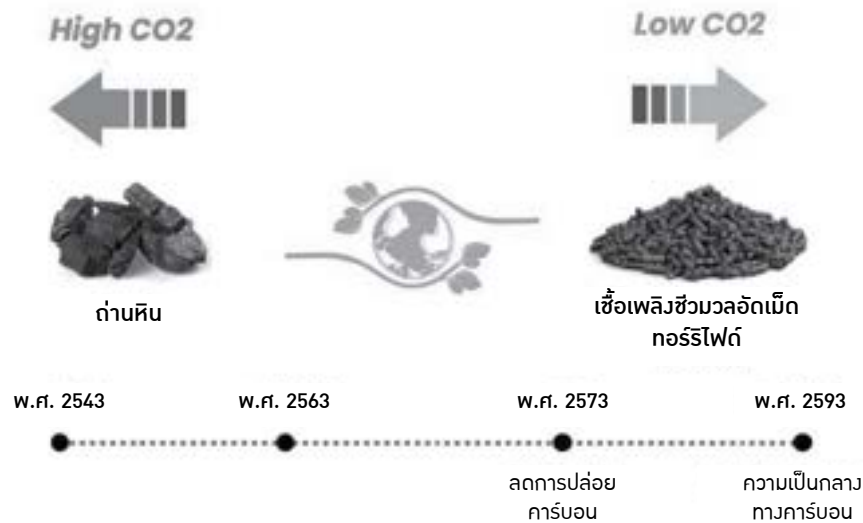 High CO2
Low CO2
ถ่านหิน
เชื้อเพลิงชีวมวลอัดเม็ด
ทอร์ริไฟด์
พ.ศ. 2543
พ.ศ. 2563
พ.ศ. 2573
พ.ศ. 2593
ลดการปล่อย
คาร์บอน
ความเป็นกลาง
ทางคาร์บอน